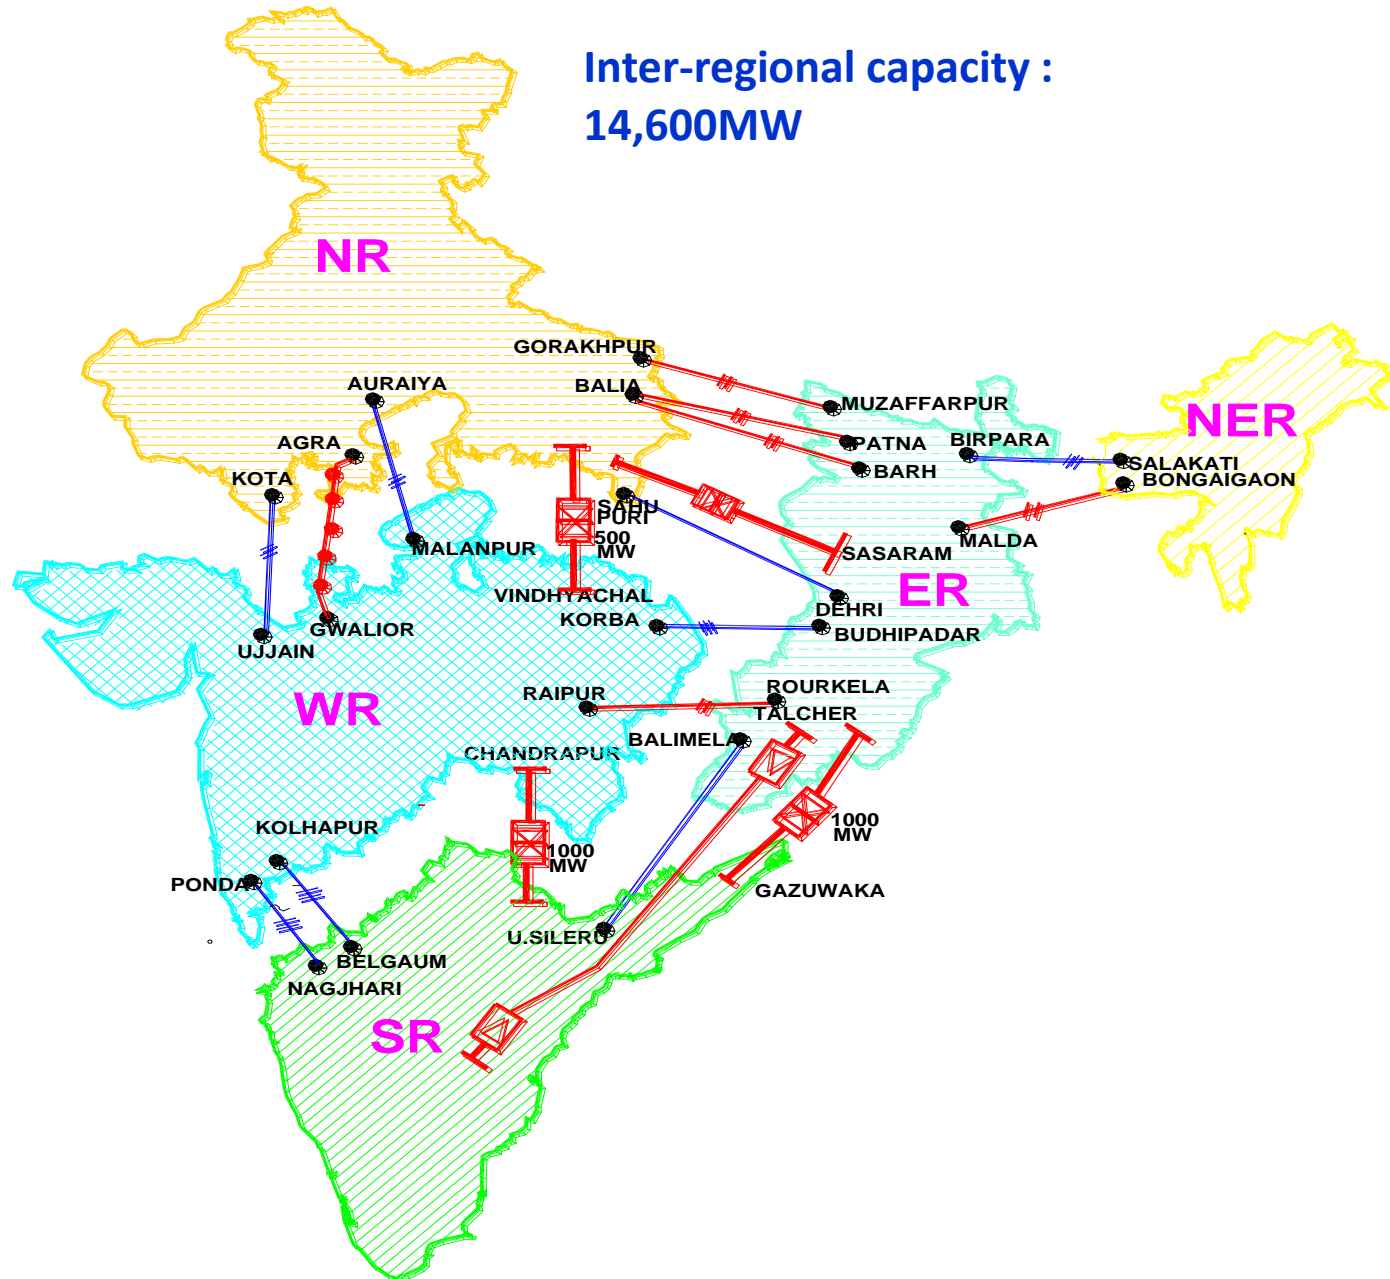 Inter-regional capacity :
14,600MW
NR
GORAKHPUR
AURAIYA
BALIA
MUZAFFARPUR
NER
AGRA
PATNA
BIRPARA
SALAKATI
BARH
KOTA
BONGAIGAON
SAHU
PURI
500
MW
MALANPUR
SASARAM
MALDA
VINDHYACHAL
ER
DEHRI
KORBA
BUDHIPADAR
GWALIOR
UJJAIN
WR
RAIPUR
ROURKELA
TALCHER
BALIMELA
CHANDRAPUR
1000
MW
KOLHAPUR
1000
MW
PONDA
GAZUWAKA
U.SILERU
BELGAUM
NAGJHARI
SR